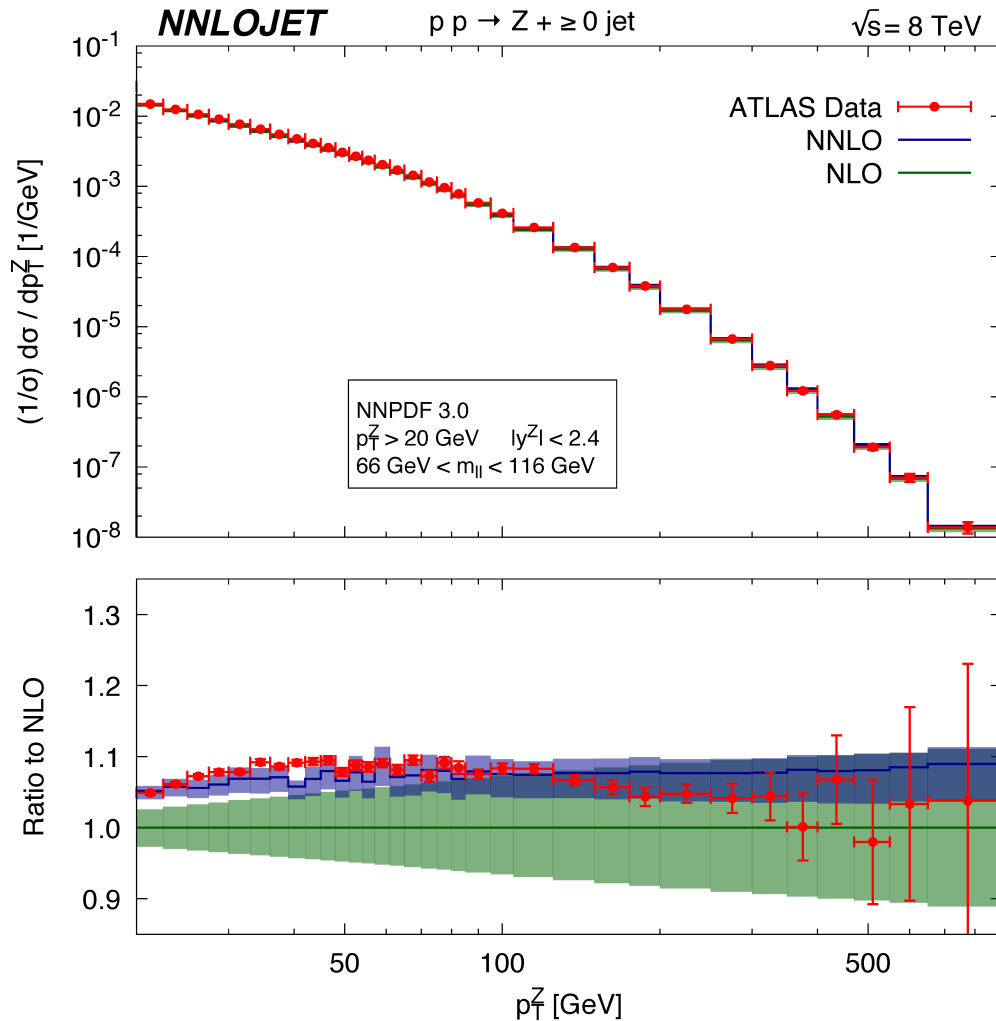 NNLOJET p p → Z + ≥ 0 jet √s = 8 TeV
(1/σ) dσ / dp_T^Z [1/GeV]
10^-1
10^-2
10^-3
10^-4
10^-5
10^-6
10^-7
10^-8
ATLAS Data
NNLO
NLO
NNPDF 3.0
p_T^Z > 20 GeV |y^Z| < 2.4
66 GeV < m_ll < 116 GeV
Ratio to NLO
1.3
1.2
1.1
1.0
0.9
50 100 500
p_T^Z [GeV]